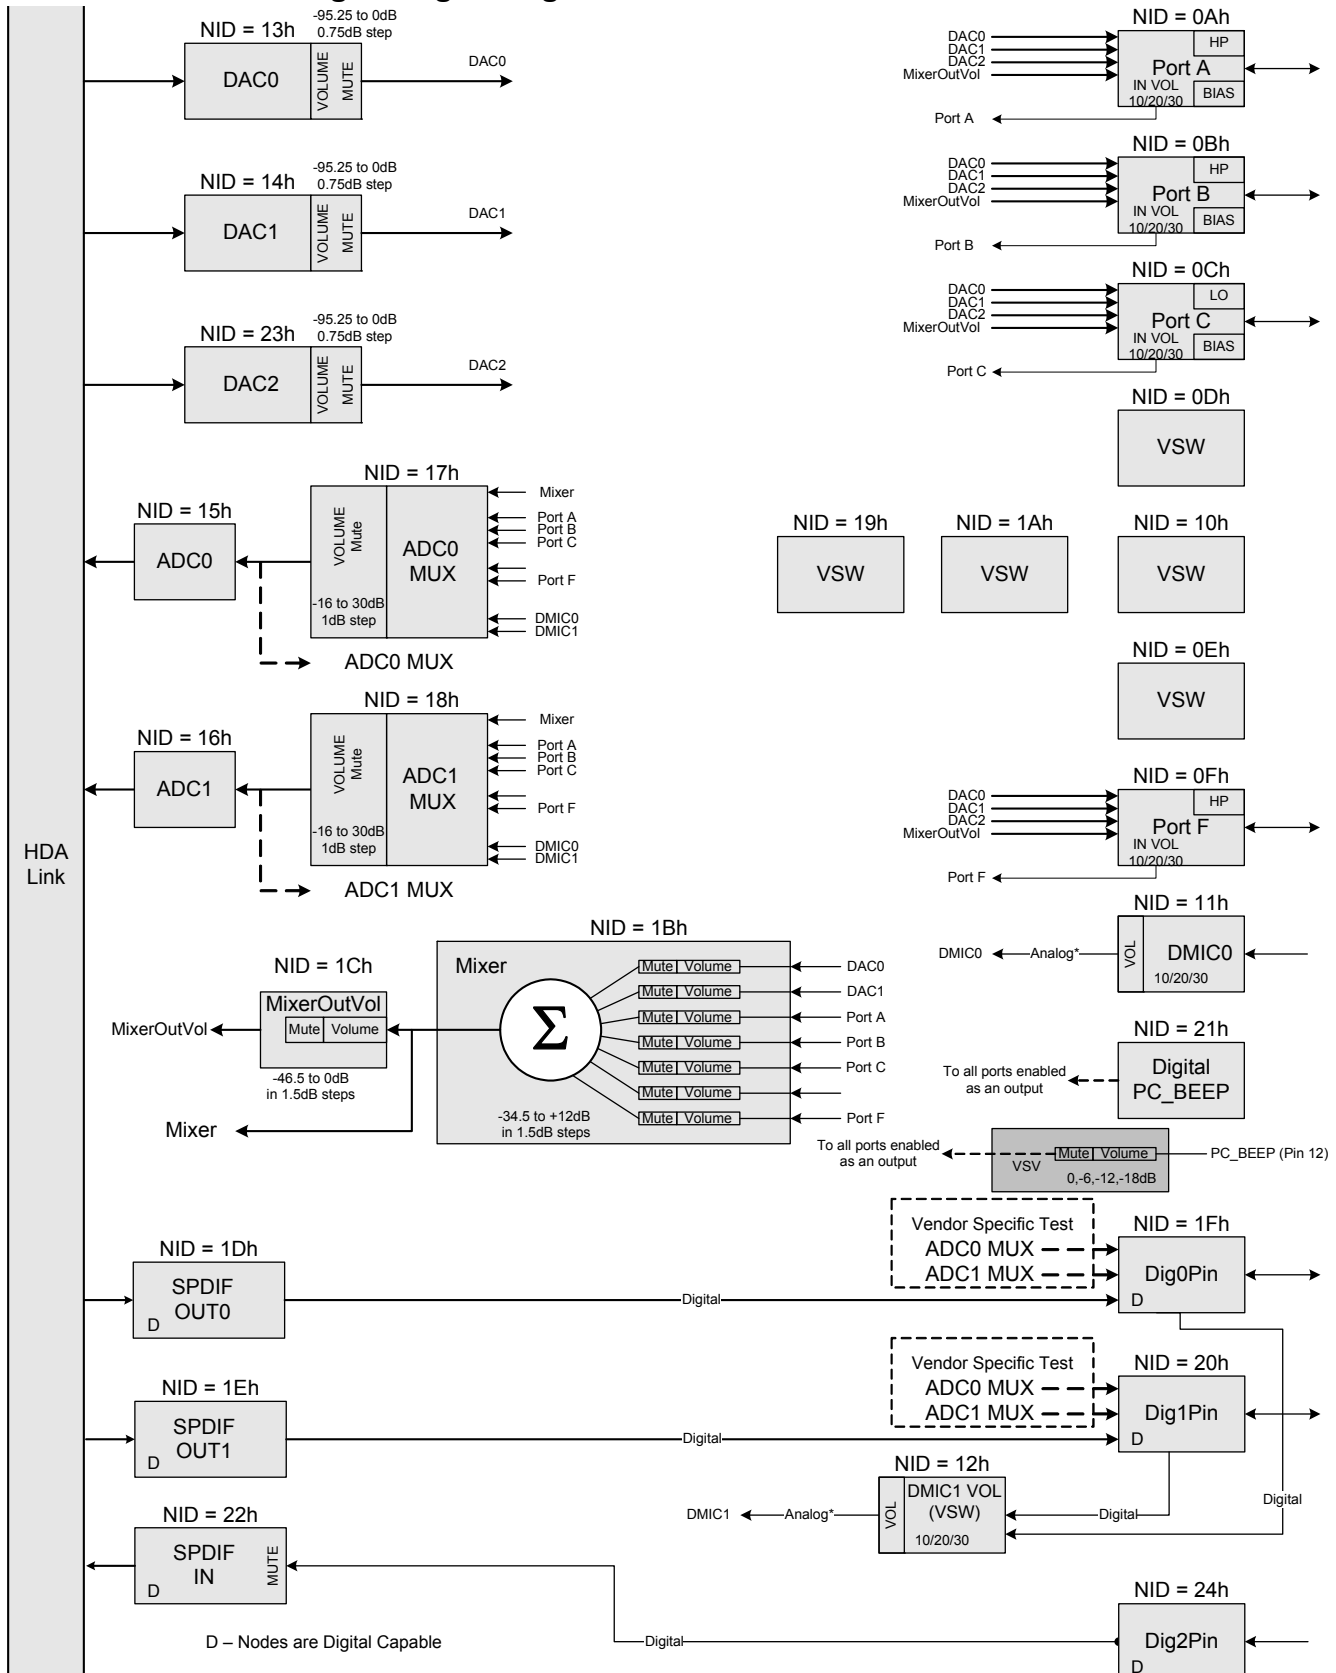 -95.25 to 0dB
0.75dB step
NID = 13h
DAC0
VOLUME
MUTE
DAC0
-95.25 to 0dB
0.75dB step
NID = 14h
DAC1
VOLUME
MUTE
DAC1
-95.25 to 0dB
0.75dB step
NID = 23h
DAC2
VOLUME
MUTE
DAC2
NID = 17h
VOLUME
Mute
-16 to 30dB
1dB step
ADC0
MUX
Mixer
Port A
Port B
Port C
Port F
DMIC0
DMIC1
NID = 15h
ADC0
ADC0 MUX
NID = 18h
VOLUME
Mute
-16 to 30dB
1dB step
ADC1
MUX
Mixer
Port A
Port B
Port C
Port F
DMIC0
DMIC1
NID = 16h
ADC1
ADC1 MUX
HDA
Link
NID = 1Bh
Mixer
Σ
Mute Volume
DAC0
Mute Volume
DAC1
Mute Volume
Port A
Mute Volume
Port B
Mute Volume
Port C
Mute Volume
Mute Volume
Port F
-34.5 to +12dB
in 1.5dB steps
NID = 1Ch
MixerOutVol
Mute Volume
MixerOutVol
-46.5 to 0dB
in 1.5dB steps
Mixer
NID = 0Ah
DAC0
DAC1
DAC2
MixerOutVol
HP
Port A
IN VOL
10/20/30
BIAS
Port A
NID = 0Bh
DAC0
DAC1
DAC2
MixerOutVol
HP
Port B
IN VOL
10/20/30
BIAS
Port B
NID = 0Ch
DAC0
DAC1
DAC2
MixerOutVol
LO
Port C
IN VOL
10/20/30
BIAS
Port C
NID = 0Dh
VSW
NID = 19h
VSW
NID = 1Ah
VSW
NID = 10h
VSW
NID = 0Eh
VSW
NID = 0Fh
DAC0
DAC1
DAC2
MixerOutVol
HP
Port F
IN VOL
10/20/30
Port F
NID = 11h
DMIC0
Analog*
VOL
DMIC0
10/20/30
NID = 21h
Digital
PC_BEEP
To all ports enabled
as an output
To all ports enabled
as an output
VSV
Mute Volume
0,-6,-12,-18dB
PC_BEEP (Pin 12)
NID = 1Dh
SPDIF
OUT0
D
Digital
Vendor Specific Test
ADC0 MUX
ADC1 MUX
NID = 1Fh
Dig0Pin
D
NID = 1Eh
SPDIF
OUT1
D
Digital
Vendor Specific Test
ADC0 MUX
ADC1 MUX
NID = 20h
Dig1Pin
D
NID = 12h
DMIC1
Analog*
VOL
DMIC1 VOL
(VSW)
10/20/30
Digital
Digital
NID = 22h
SPDIF
IN
D
MUTE
Digital
NID = 24h
Dig2Pin
D
D – Nodes are Digital Capable